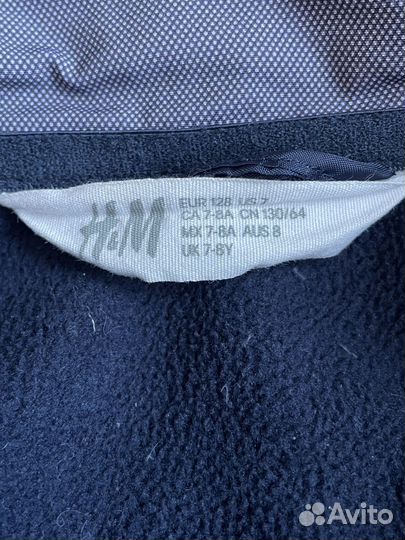 H&M
EUR 128 US 7
CA 7-8A CN 130/64
MX 7-8A AUS 8
UK 7-8Y
Avito